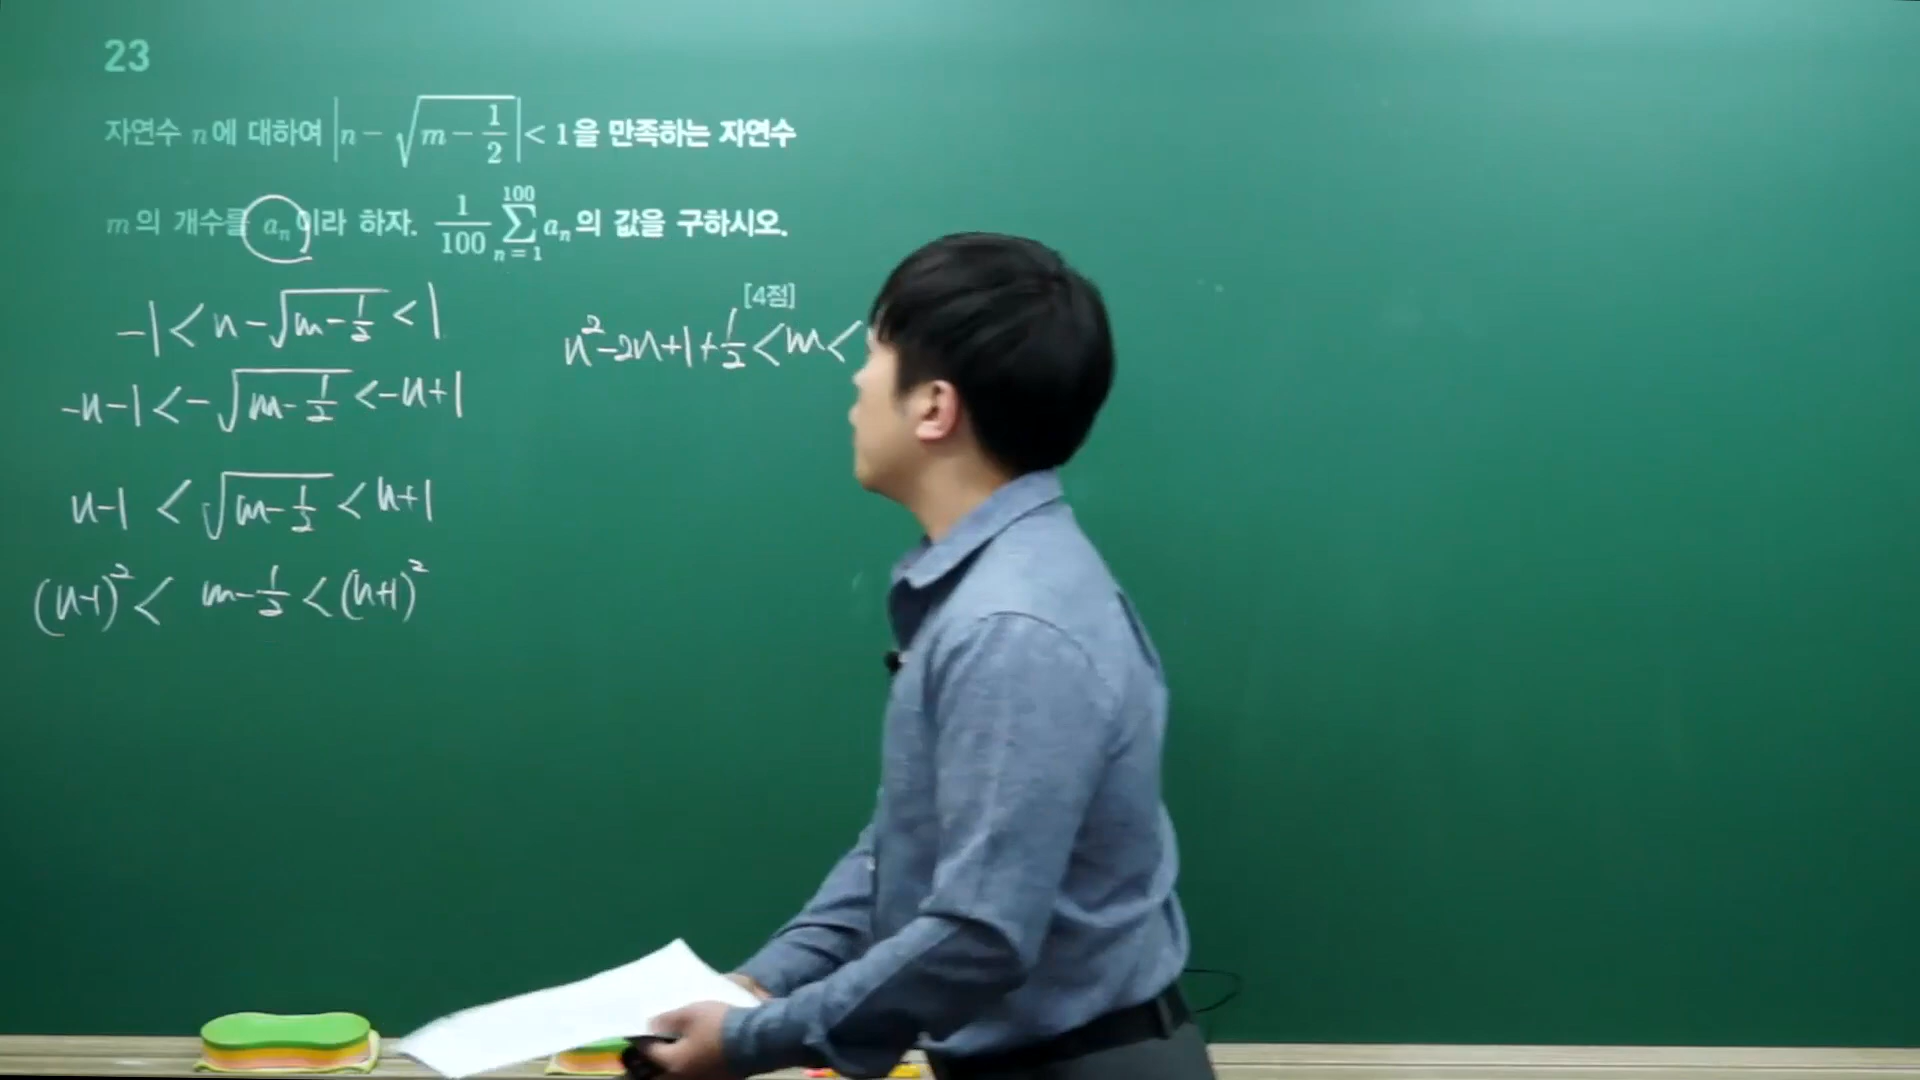 23
자연수 n에 대하여 |n - √(m - 1/2)| < 1을 만족하는 자연수
m의 개수를 aₙ이라 하자. 1/100 ∑_{n=1}^{100} aₙ의 값을 구하시오.
[4점]
-1 < n - √(m - 1/2) < 1
-n-1 < -√(m - 1/2) < -n+1
n-1 < √(m - 1/2) < n+1
(n-1)² < m - 1/2 < (n+1)²
n²-2n+1+1/2 < m <